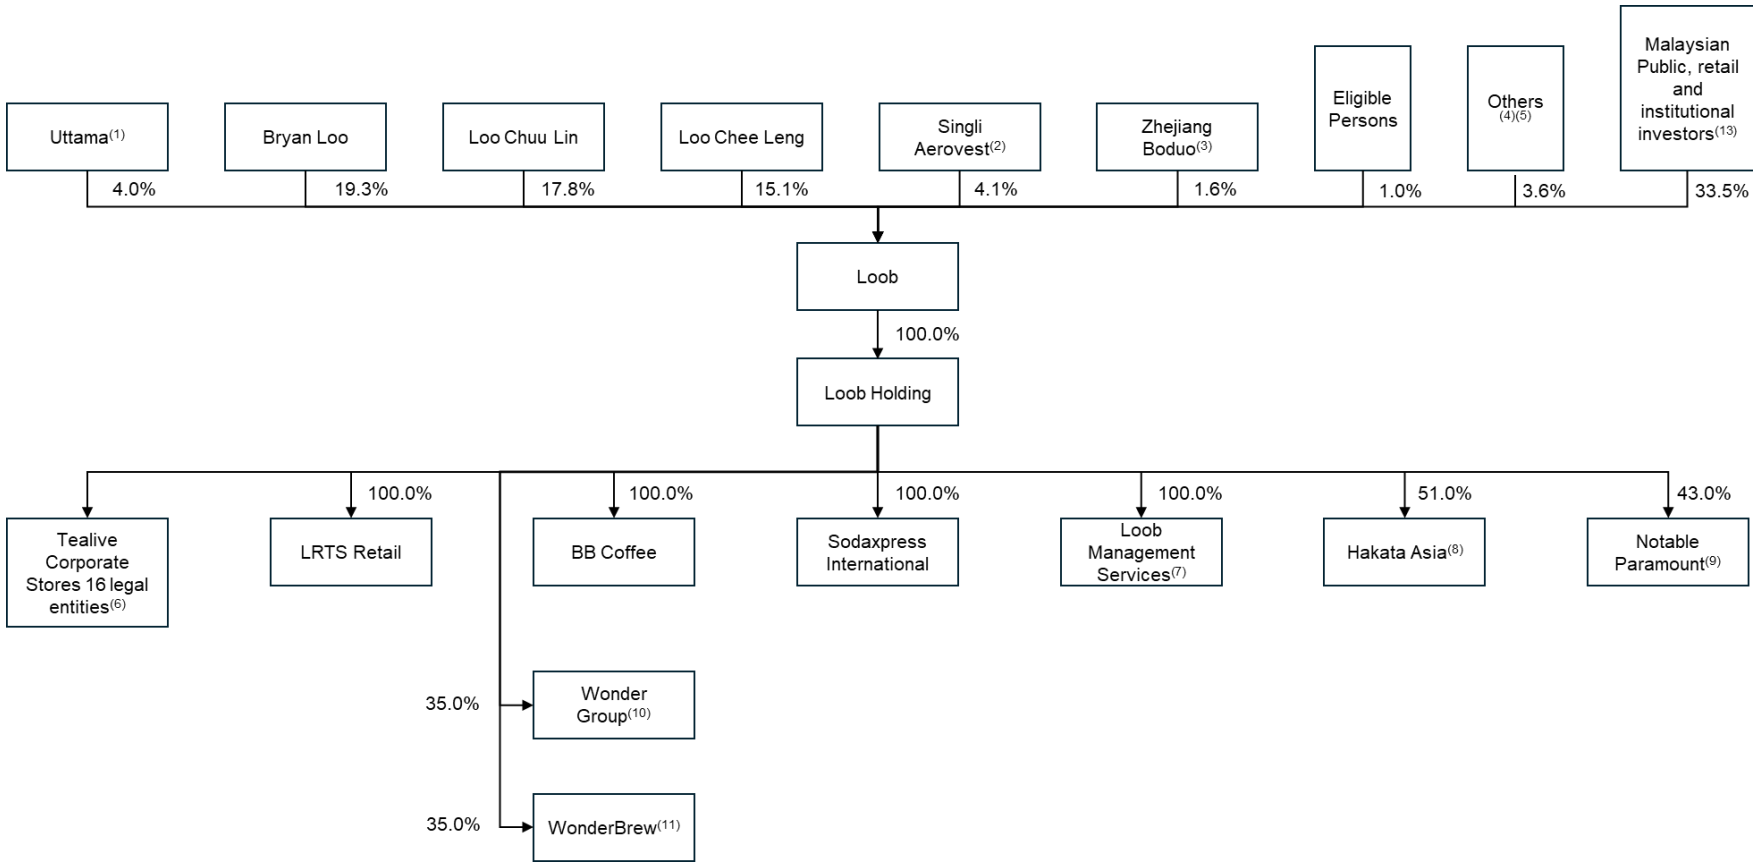 Uttama(1)
Bryan Loo
Loo Chuu Lin
Loo Chee Leng
Singli
Aerovest(2)
Zhejiang
Boduo(3)
Eligible
Persons
Others
(4)(5)
Malaysian
Public, retail
and
institutional
investors(13)
4.0%
19.3%
17.8%
15.1%
4.1%
1.6%
1.0%
3.6%
33.5%
Loob
100.0%
Loob Holding
100.0%
100.0%
100.0%
100.0%
51.0%
43.0%
Tealive
Corporate
Stores 16 legal
entities(6)
LRTS Retail
BB Coffee
Sodaxpress
International
Loob
Management
Services(7)
Hakata Asia(8)
Notable
Paramount(9)
35.0%
Wonder
Group(10)
35.0%
WonderBrew(11)